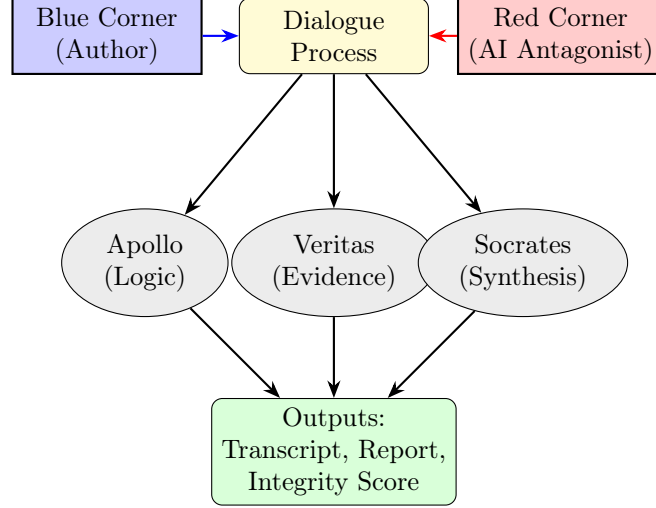 Blue Corner
(Author)
Dialogue
Process
Red Corner
(AI Antagonist)
Apollo
(Logic)
Veritas
(Evidence)
Socrates
(Synthesis)
Outputs:
Transcript, Report,
Integrity Score